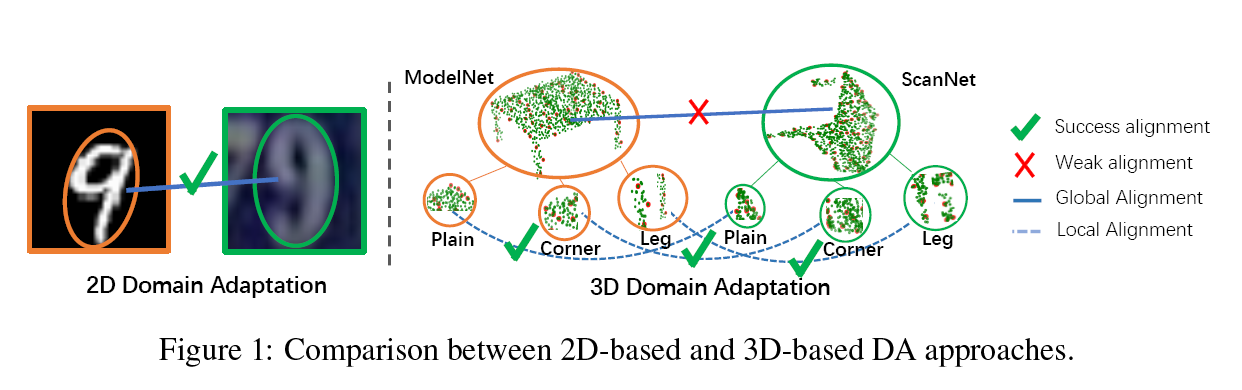 ModelNet
ScanNet
Success alignment
Weak alignment
Global Alignment
Local Alignment
Plain
Corner
Leg
Plain
Corner
Leg
2D Domain Adaptation
3D Domain Adaptation
Figure 1: Comparison between 2D-based and 3D-based DA approaches.